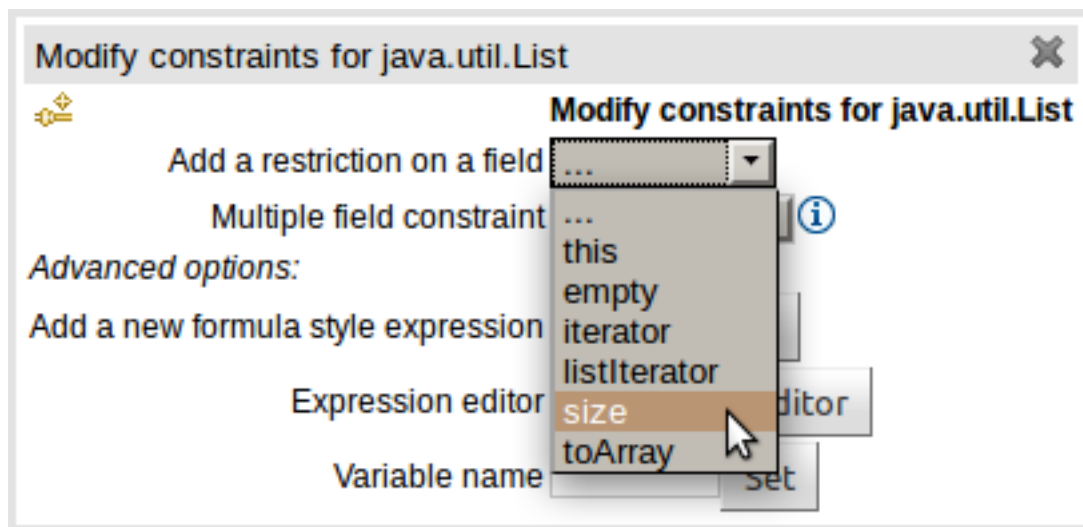 Modify constraints for java.util.List
Modify constraints for java.util.List
Add a restriction on a field ...
Multiple field constraint ...
this
Advanced options:
empty
Add a new formula style expression iterator
listIterator
Expression editor size ditor
toArray
Variable name Set